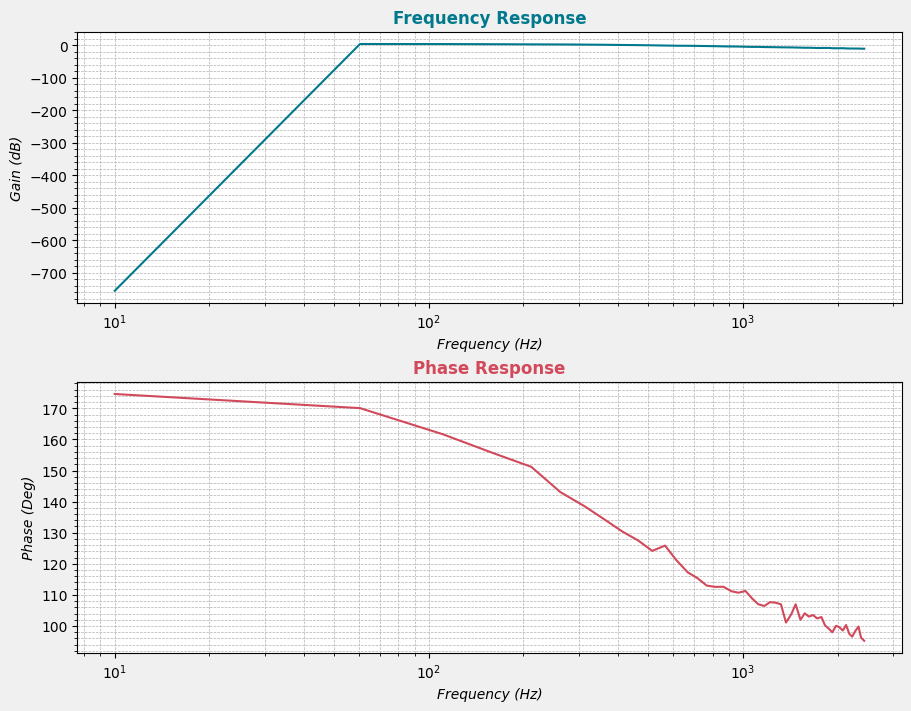 Frequency Response
Gain (dB)
0
−100
−200
−300
−400
−500
−600
−700
10¹ 10² 10³
Frequency (Hz)
Phase Response
Phase (Deg)
170
160
150
140
130
120
110
100
10¹ 10² 10³
Frequency (Hz)